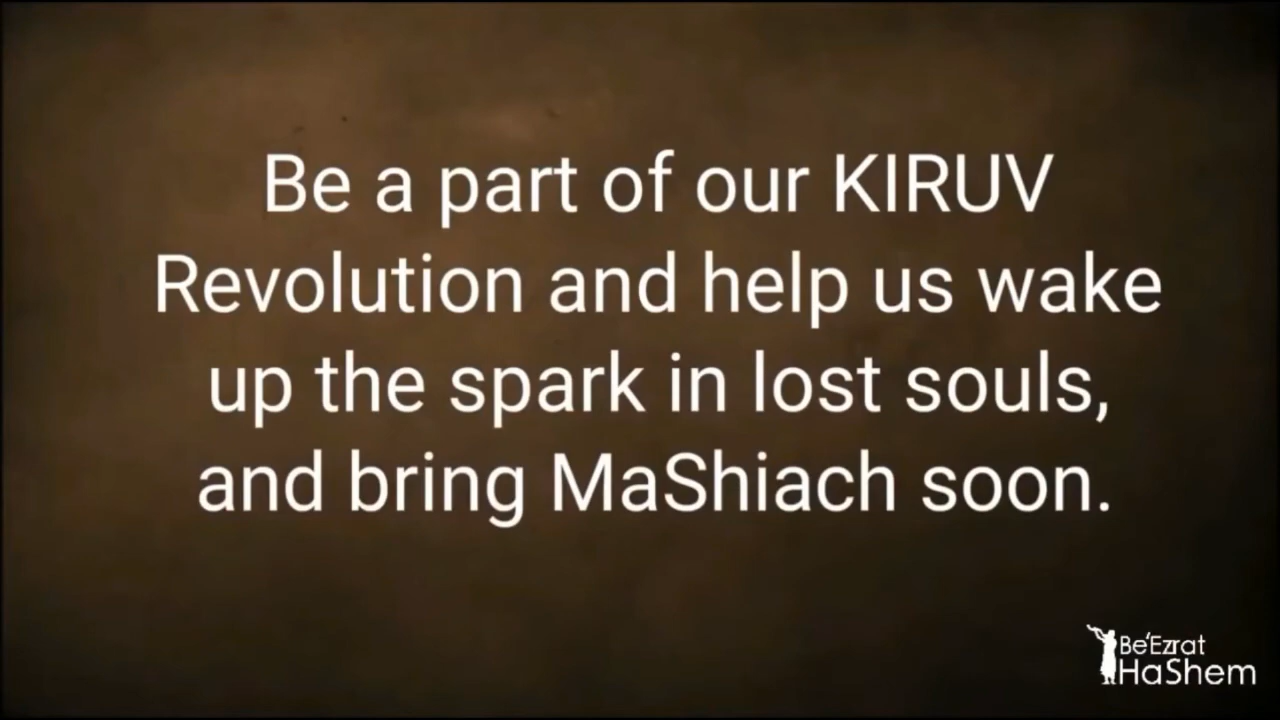 Be a part of our KIRUV
Revolution and help us wake
up the spark in lost souls,
and bring MaShiach soon.
Be'Ezrat
HaShem